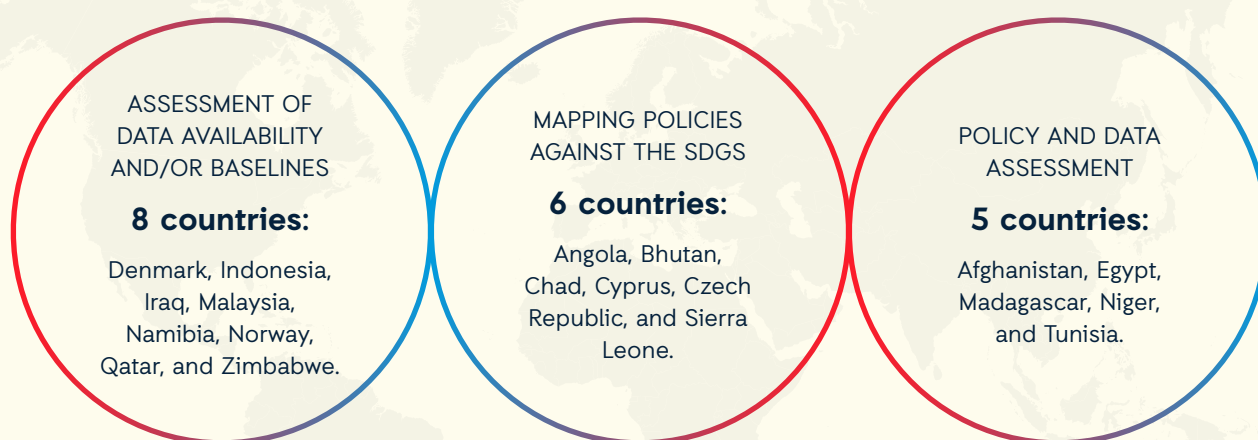 ASSESSMENT OF
DATA AVAILABILITY
AND/OR BASELINES
8 countries:
Denmark, Indonesia,
Iraq, Malaysia,
Namibia, Norway,
Qatar, and Zimbabwe.
MAPPING POLICIES
AGAINST THE SDGS
6 countries:
Angola, Bhutan,
Chad, Cyprus, Czech
Republic, and Sierra
Leone.
POLICY AND DATA
ASSESSMENT
5 countries:
Afghanistan, Egypt,
Madagascar, Niger,
and Tunisia.